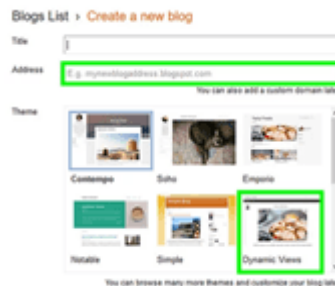 Blogs List › Create a new blog
Title
Address
E.g. mynewblogaddress.blogspot.com
You can also add a custom domain late
Theme
Contempo Soho Emporio
Notable Simple Dynamic Views
You can browse many more themes and customize your blog late